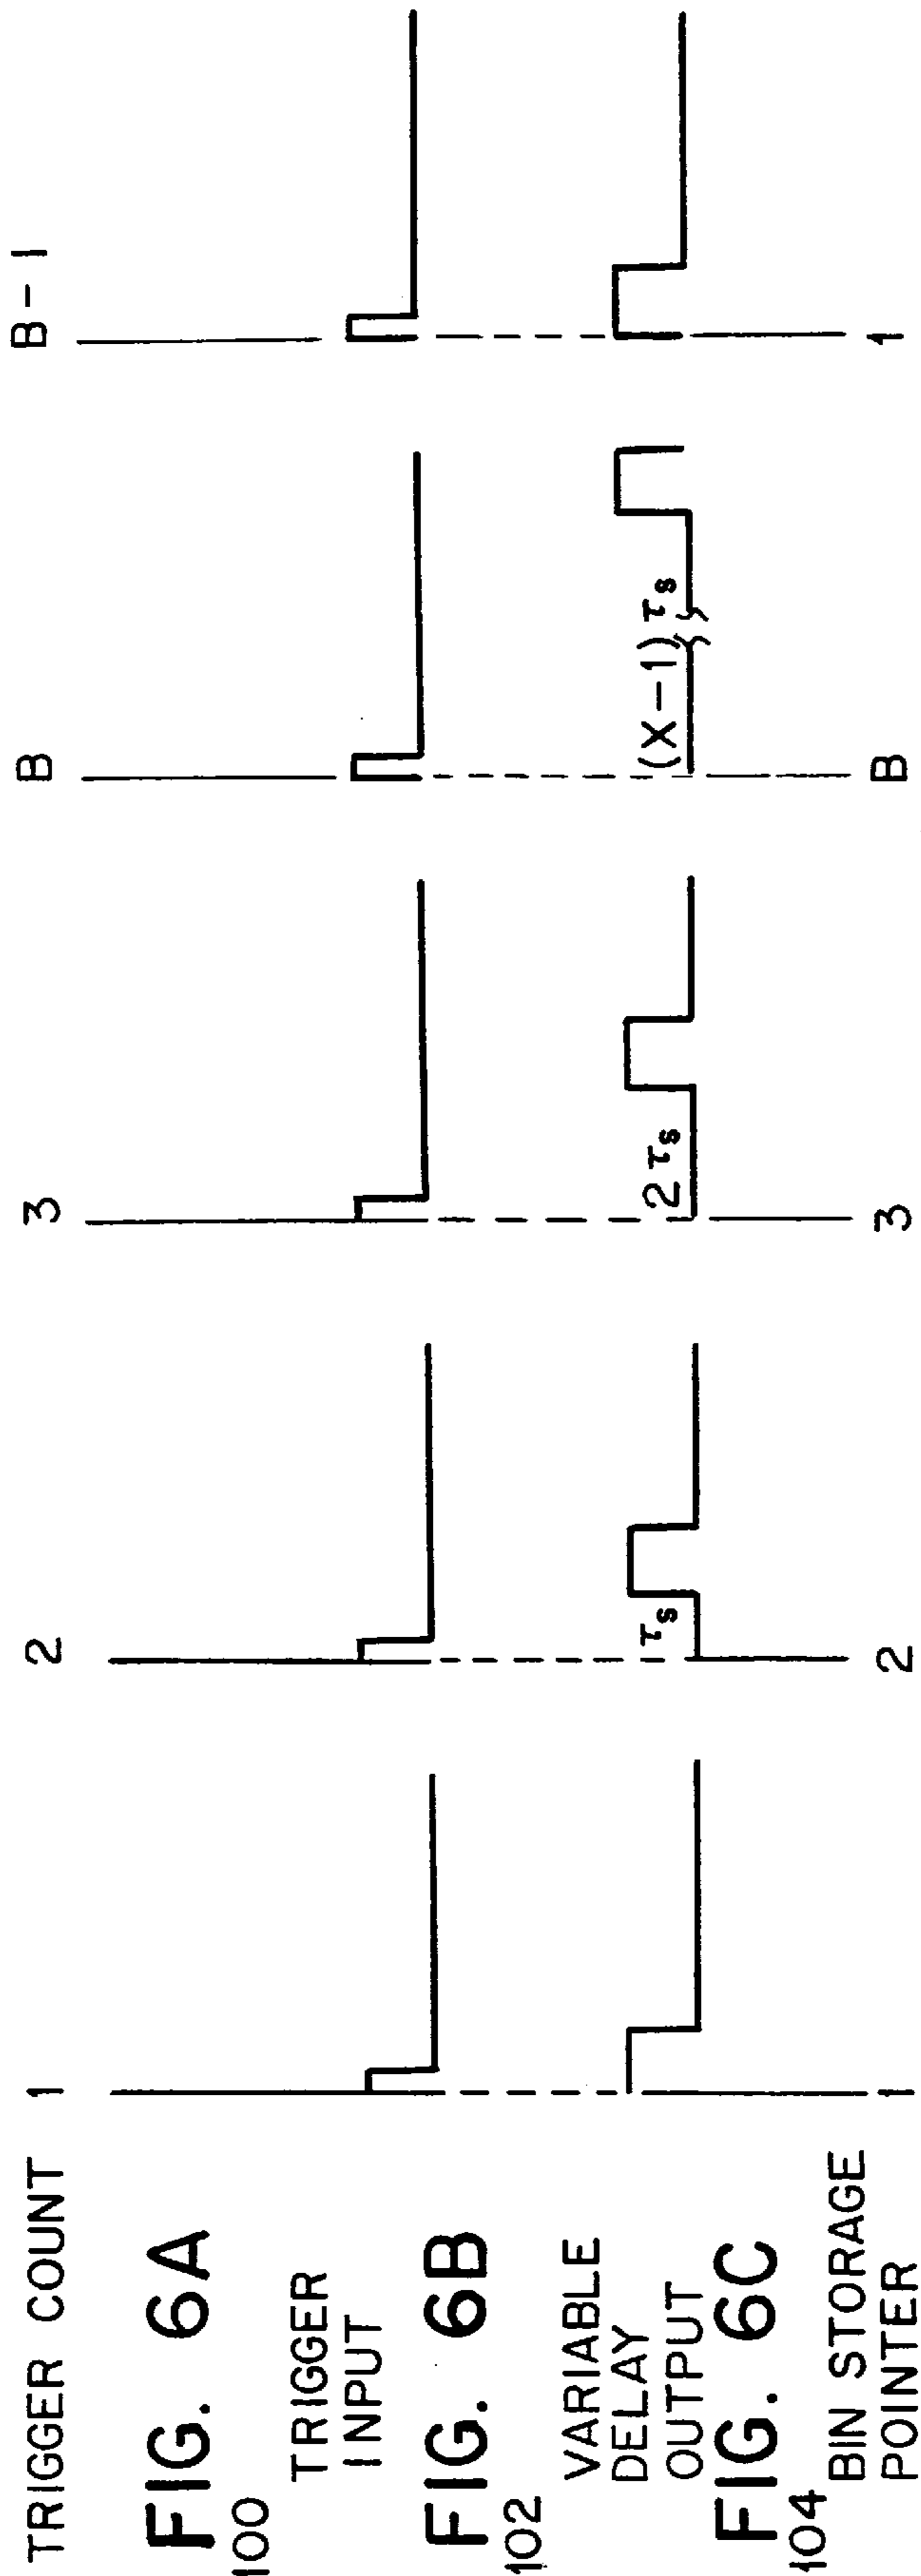 TRIGGER COUNT 1 2 3 B B-1
FIG. 6A
100
TRIGGER
INPUT
FIG. 6B
102
VARIABLE
DELAY
OUTPUT
τs 2τs (X-1)τs
FIG. 6C
104
BIN STORAGE
POINTER
1 2 3 B 1